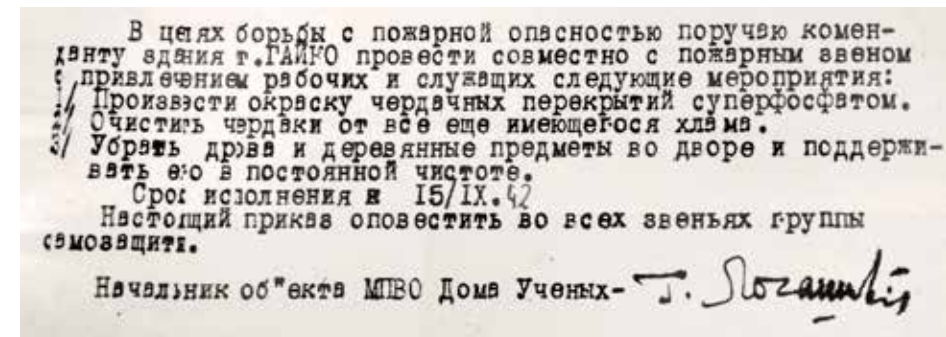 В целях борьбы с пожарной опасностью поручаю комен-
данту здания т.ГАЙКО провести совместно с пожарным звеном
с привлечением рабочих и служащих следующие мероприятия:
1/ Произвести окраску чердачных перекрытий суперфосфатом.
2/ Очистить чердаки от все еще имеющегося хлама.
3/ Убрать дрова и деревянные предметы во дворе и поддержи-
вать его в постоянной чистоте.
Срок исполнения к 15/IX.42
Настоящий приказ оповестить во всех звеньях группы
самозащиты.
Начальник об"екта МПВО Дома Ученых-